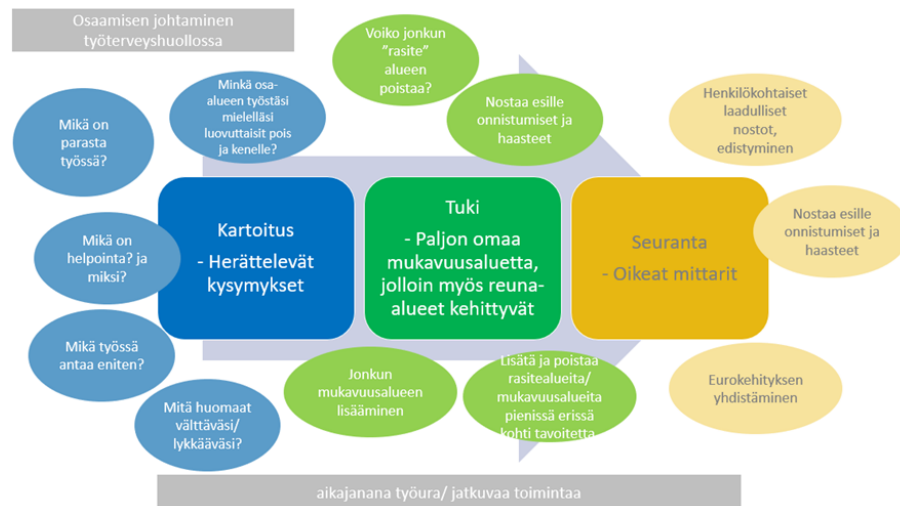 Osaamisen johtaminen
työterveyshuollossa
Voiko jonkun
”rasite” alueen
poistaa?
Minkä osa-
alueen työstäsi
mielelläsi
luovuttaisit pois
ja kenelle?
Nostaa esille
onnistumiset ja
haasteet
Henkilökohtaiset
laadulliset
nostot,
edistyminen
Mikä on
parasta
työssä?
Mikä on
helpointa? ja
miksi?
Kartoitus
- Herättelevät
kysymykset
Tuki
- Paljon omaa
mukavuusaluetta,
jolloin myös reuna-
alueet kehittyvät
Seuranta
- Oikeat mittarit
Nostaa esille
onnistumiset ja
haasteet
Mikä työssä
antaa eniten?
Mitä huomaat
välttäväsi/
lykkääväsi?
Jonkun
mukavuusalueen
lisääminen
Lisätä ja poistaa
rasitealueita/
mukavuusalueita
pienissä erissä
kohti tavoitetta
Eurokehityksen
yhdistäminen
aikajanana työura/ jatkuvaa toimintaa